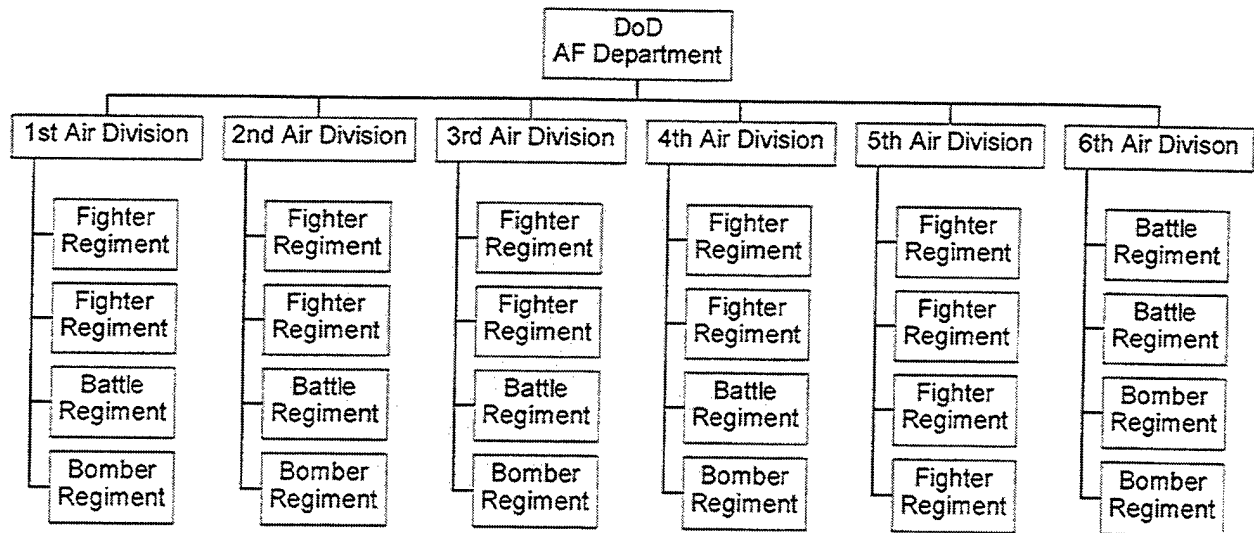 DoD
AF Department
1st Air Division
2nd Air Division
3rd Air Division
4th Air Division
5th Air Division
6th Air Divison
Fighter
Regiment
Fighter
Regiment
Battle
Regiment
Bomber
Regiment
Fighter
Regiment
Fighter
Regiment
Battle
Regiment
Bomber
Regiment
Fighter
Regiment
Fighter
Regiment
Battle
Regiment
Bomber
Regiment
Fighter
Regiment
Fighter
Regiment
Battle
Regiment
Bomber
Regiment
Fighter
Regiment
Fighter
Regiment
Fighter
Regiment
Fighter
Regiment
Battle
Regiment
Battle
Regiment
Bomber
Regiment
Bomber
Regiment